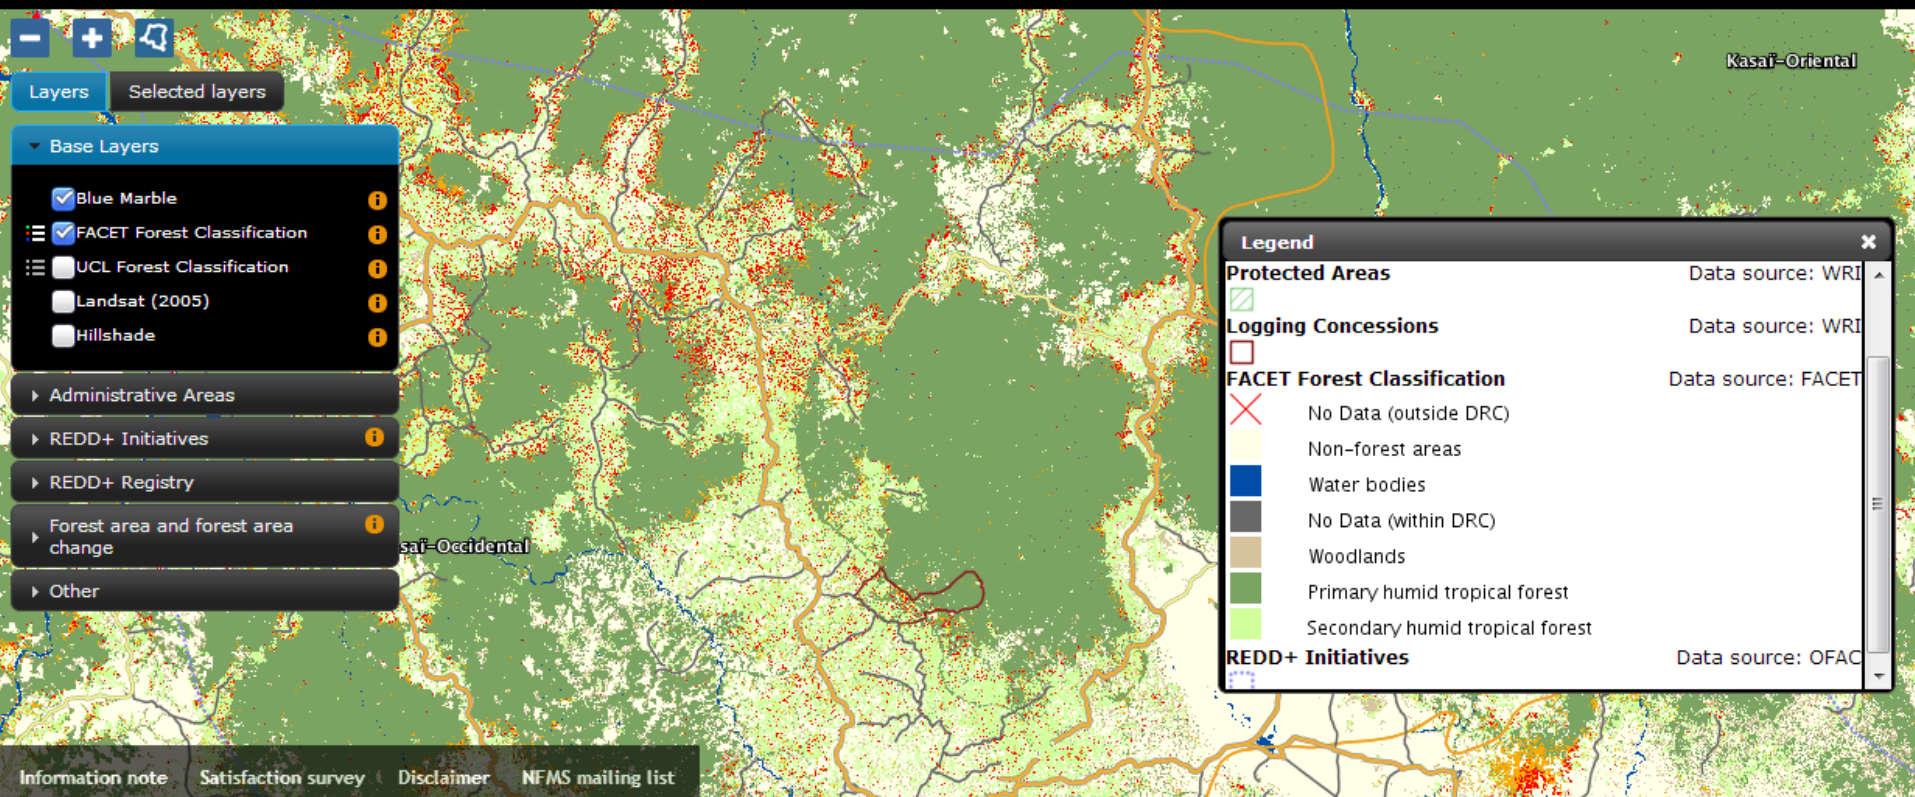 Kasaï-Oriental
Layers
Selected layers
Base Layers
Blue Marble
FACET Forest Classification
UCL Forest Classification
Landsat (2005)
Hillshade
Administrative Areas
REDD+ Initiatives
REDD+ Registry
Forest area and forest area
change
Other
saï-Occidental
Legend
Protected Areas Data source: WRI
Logging Concessions Data source: WRI
FACET Forest Classification Data source: FACET
No Data (outside DRC)
Non-forest areas
Water bodies
No Data (within DRC)
Woodlands
Primary humid tropical forest
Secondary humid tropical forest
REDD+ Initiatives Data source: OFAC
Information note Satisfaction survey Disclaimer NFMS mailing list